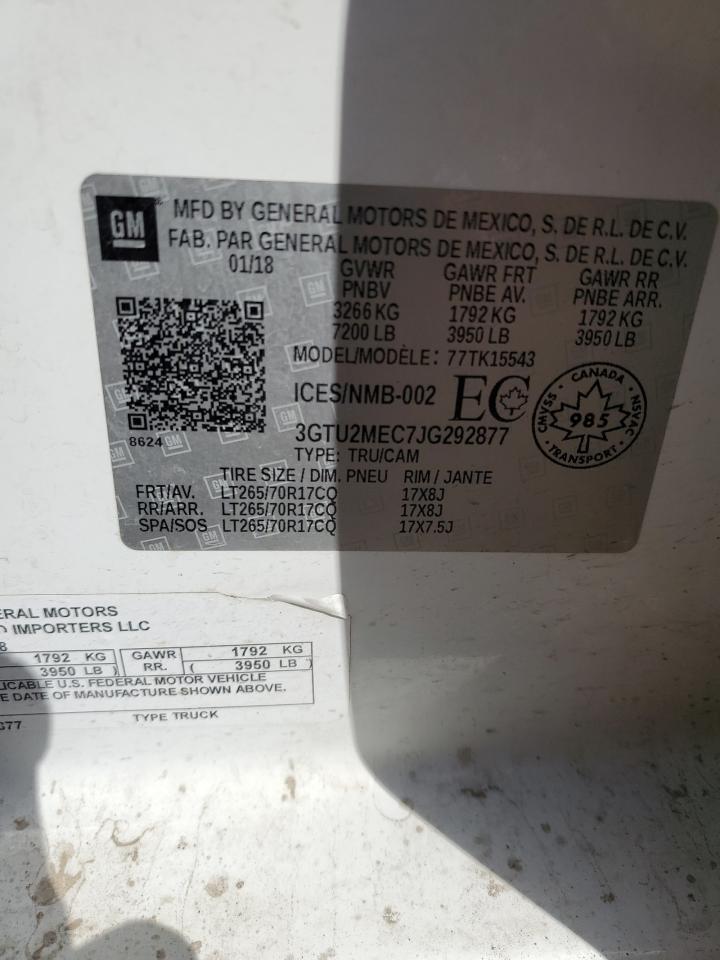 GM
MFD BY GENERAL MOTORS DE MEXICO, S. DE R.L. DE C.V.
FAB. PAR GENERAL MOTORS DE MEXICO, S. DE R.L. DE C.V.
01/18 GVWR GAWR FRT GAWR RR
PNBV PNBE AV. PNBE ARR.
3266 KG 1792 KG 1792 KG
7200 LB 3950 LB 3950 LB
MODEL/MODÈLE: 77TK15543
ICES/NMB-002 EC
CANADA
CMVSS 985 NSVAC
TRANSPORT
8624 3GTU2MEC7JG292877
TYPE: TRU/CAM
TIRE SIZE / DIM. PNEU RIM / JANTE
FRT/AV. LT265/70R17CQ 17X8J
RR/ARR. LT265/70R17CQ 17X8J
SPA/SOS LT265/70R17CQ 17X7.5J
ERAL MOTORS
IMPORTERS LLC
8
1792 KG GAWR 1792 KG
3950 LB ) RR. ( 3950 LB )
ICABLE U.S. FEDERAL MOTOR VEHICLE
E DATE OF MANUFACTURE SHOWN ABOVE.
77 TYPE TRUCK